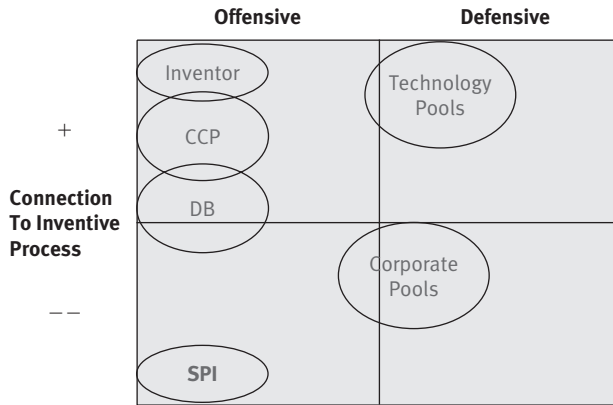 Offensive
Defensive
Inventor
Technology
Pools
+
CCP
Connection
To Inventive
Process
DB
Corporate
Pools
– –
SPI